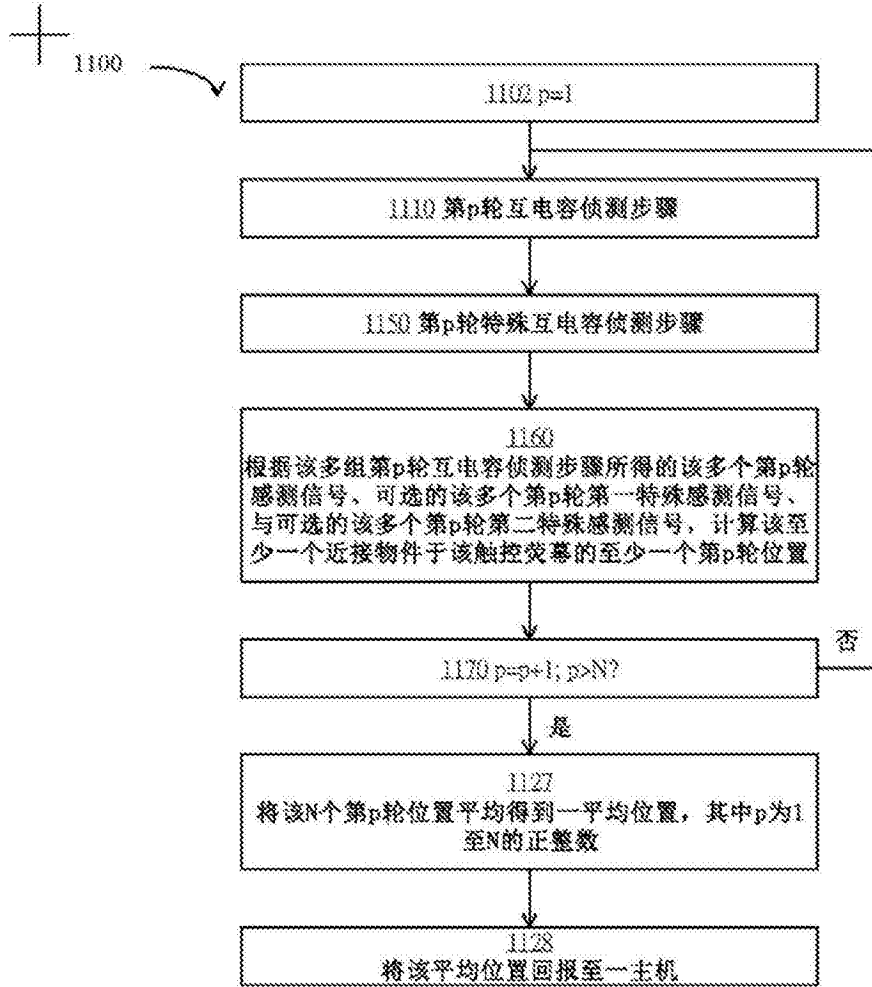 1100
1102 p=1
1110 第p轮互电容侦测步骤
1150 第p轮特殊互电容侦测步骤
1160
根据该多组第p轮互电容侦测步骤所得的该多个第p轮
感测信号、可选的该多个第p轮第一特殊感测信号、
与可选的该多个第p轮第二特殊感测信号，计算该至
少一个近接物件于该触控荧幕的至少一个第p轮位置
否
1170 p=p+1; p>N?
是
1127
将该N个第p轮位置平均得到一平均位置，其中p为1
至N的正整数
1128
将该平均位置回报至一主机